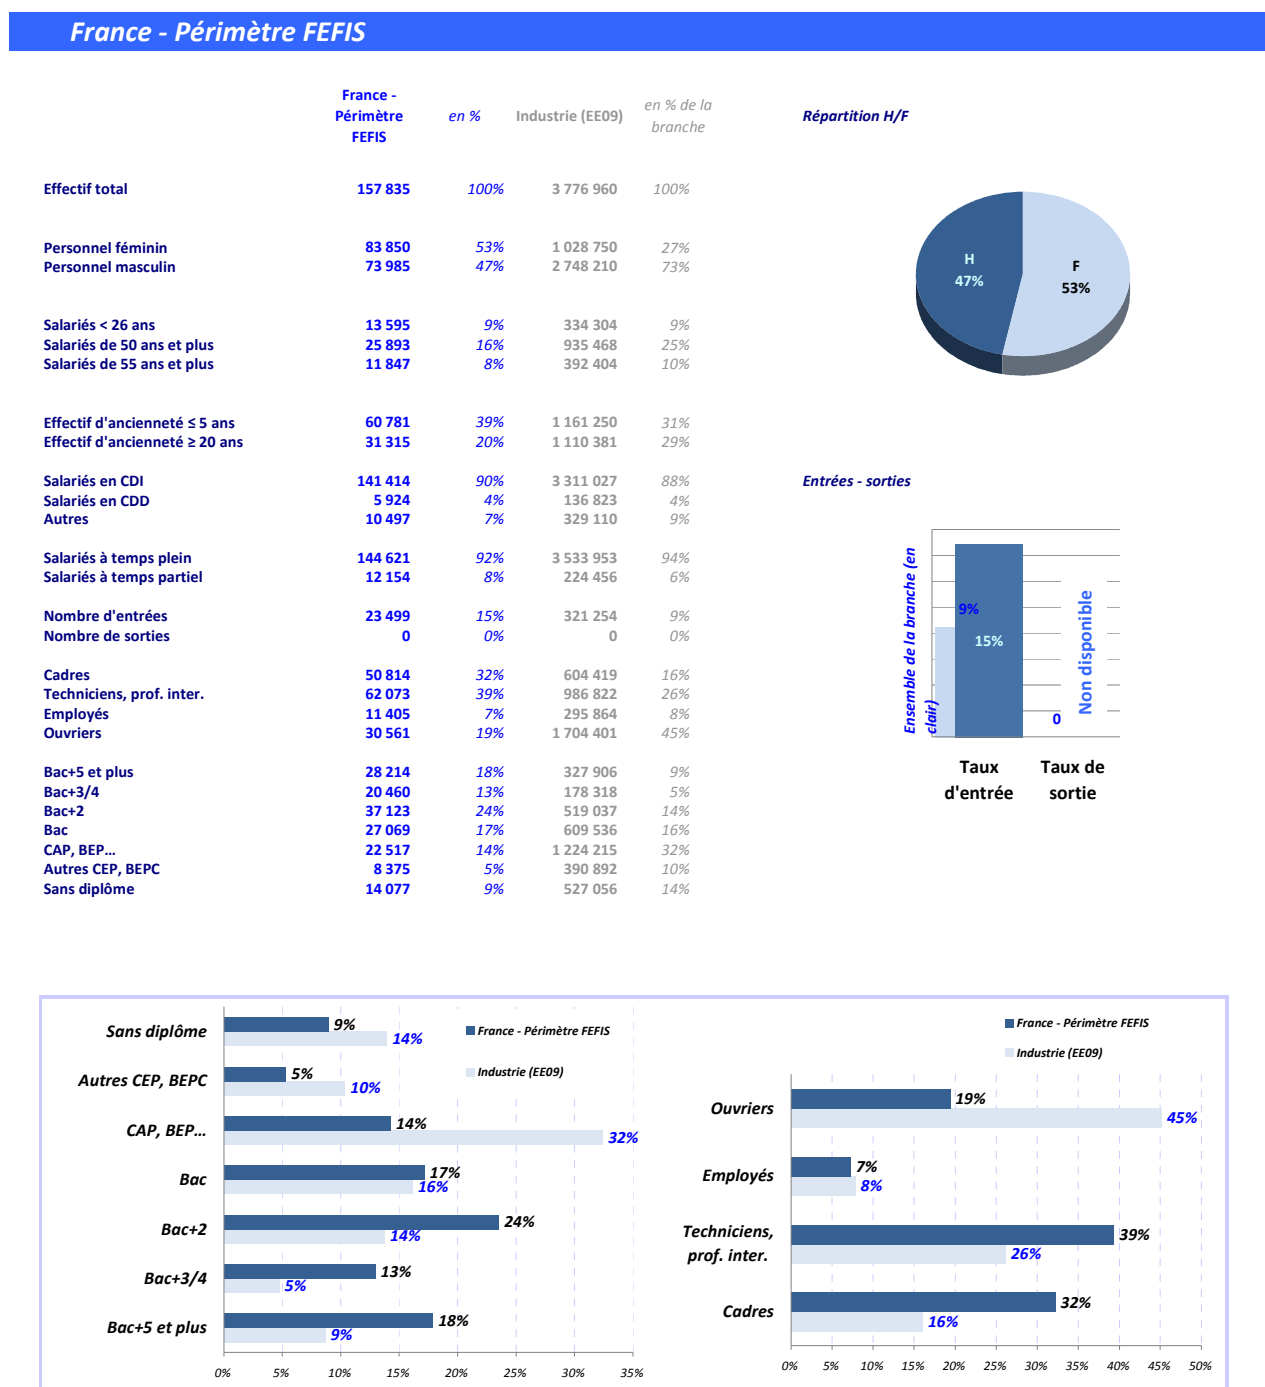 France - Périmètre FEFIS
France -
Périmètre
FEFIS
en %
Industrie (EE09)
en % de la
branche
Répartition H/F
Effectif total 157 835 100% 3 776 960 100%
Personnel féminin 83 850 53% 1 028 750 27%
Personnel masculin 73 985 47% 2 748 210 73%
H
47%
F
53%
Salariés < 26 ans 13 595 9% 334 304 9%
Salariés de 50 ans et plus 25 893 16% 935 468 25%
Salariés de 55 ans et plus 11 847 8% 392 404 10%
Effectif d'ancienneté ≤ 5 ans 60 781 39% 1 161 250 31%
Effectif d'ancienneté ≥ 20 ans 31 315 20% 1 110 381 29%
Salariés en CDI 141 414 90% 3 311 027 88%
Salariés en CDD 5 924 4% 136 823 4%
Autres 10 497 7% 329 110 9%
Salariés à temps plein 144 621 92% 3 533 953 94%
Salariés à temps partiel 12 154 8% 224 456 6%
Nombre d'entrées 23 499 15% 321 254 9%
Nombre de sorties 0 0% 0 0%
Cadres 50 814 32% 604 419 16%
Techniciens, prof. inter. 62 073 39% 986 822 26%
Employés 11 405 7% 295 864 8%
Ouvriers 30 561 19% 1 704 401 45%
Bac+5 et plus 28 214 18% 327 906 9%
Bac+3/4 20 460 13% 178 318 5%
Bac+2 37 123 24% 519 037 14%
Bac 27 069 17% 609 536 16%
CAP, BEP... 22 517 14% 1 224 215 32%
Autres CEP, BEPC 8 375 5% 390 892 10%
Sans diplôme 14 077 9% 527 056 14%
Entrées - sorties
Ensemble de la branche (en
clair)
9%
15%
0
Non disponible
Taux
d'entrée
Taux de
sortie
France - Périmètre FEFIS
Industrie (EE09)
Sans diplôme 9%
14%
Autres CEP, BEPC 5%
10%
CAP, BEP... 14%
32%
Bac 17%
16%
Bac+2 24%
14%
Bac+3/4 13%
5%
Bac+5 et plus 18%
9%
0% 5% 10% 15% 20% 25% 30% 35%
France - Périmètre FEFIS
Industrie (EE09)
Ouvriers 19%
45%
Employés 7%
8%
Techniciens,
prof. inter.
39%
26%
Cadres 32%
16%
0% 5% 10% 15% 20% 25% 30% 35% 40% 45% 50%